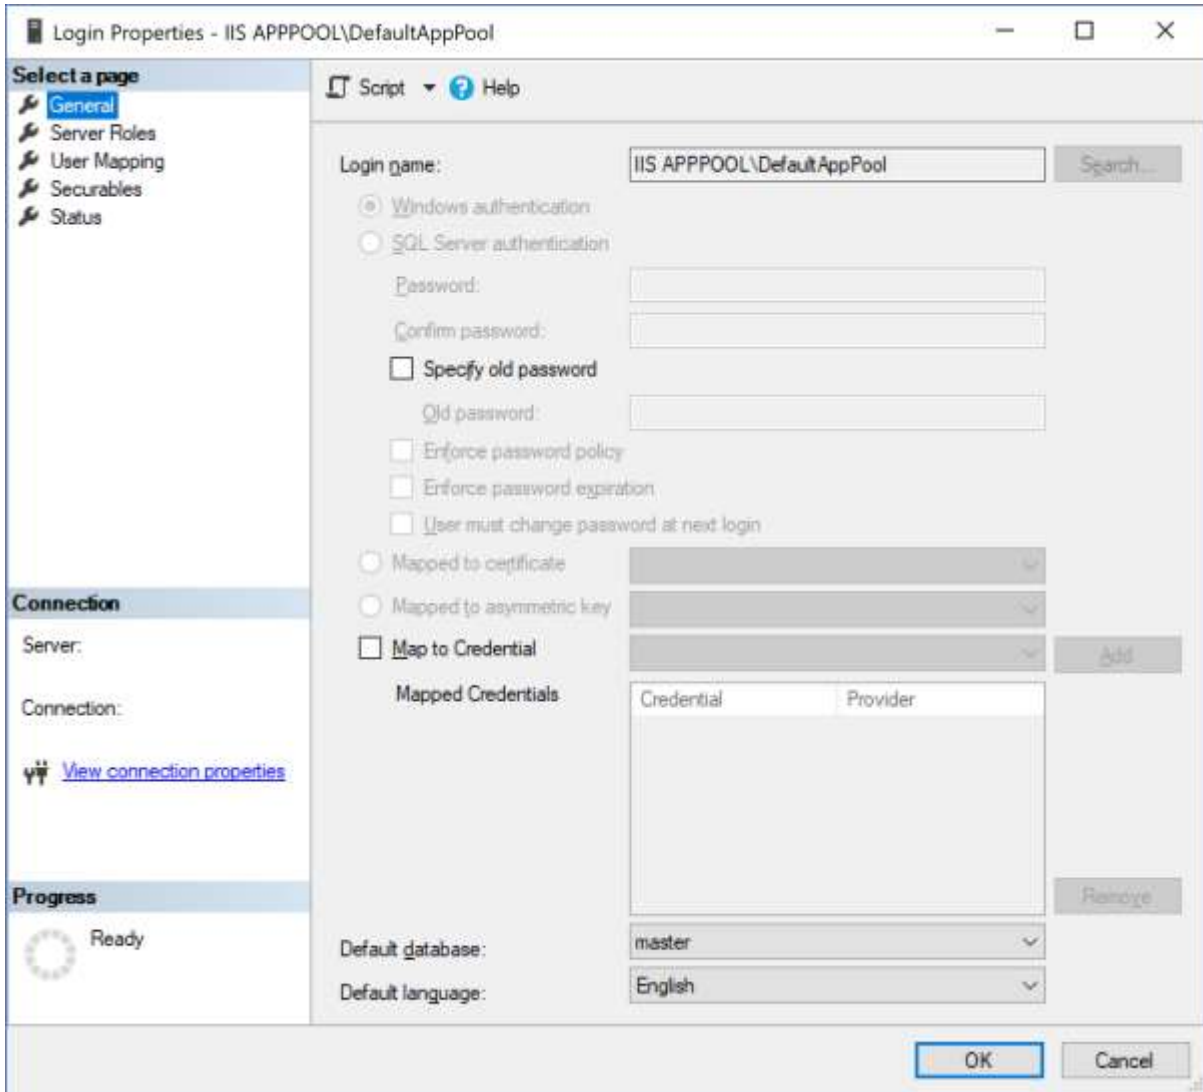 Login Properties - IIS APPPOOL\DefaultAppPool
Select a page
General
Server Roles
User Mapping
Securables
Status
Script
Help
Login name:
IIS APPPOOL\DefaultAppPool
Search...
Windows authentication
SQL Server authentication
Password:
Confirm password:
Specify old password
Old password:
Enforce password policy
Enforce password expiration
User must change password at next login
Mapped to certificate
Mapped to asymmetric key
Map to Credential
Add
Mapped Credentials
Credential
Provider
Remove
Default database:
master
Default language:
English
Connection
Server:
Connection:
View connection properties
Progress
Ready
OK
Cancel